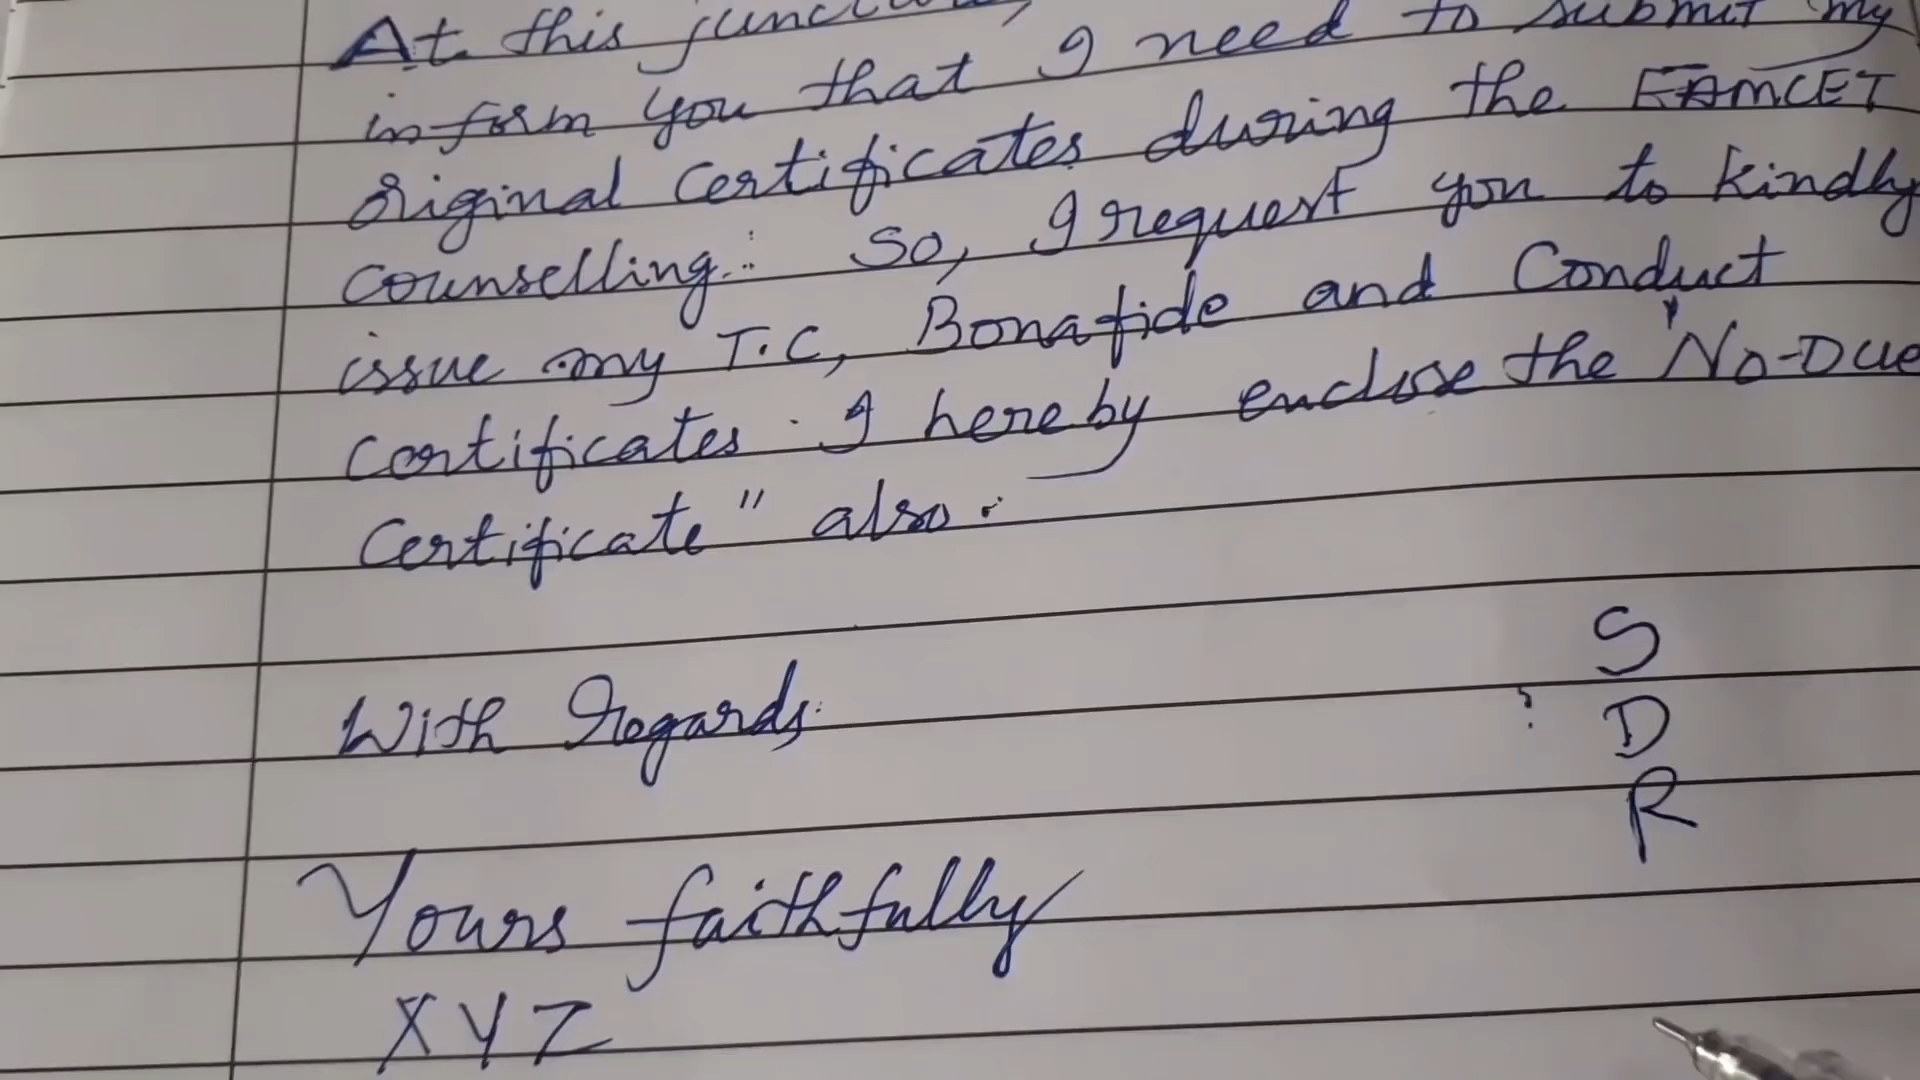 At this juncture,
inform you that I need to submit my
original certificates during the EAMCET
counselling. So, I request you to kindly
issue my T.C, Bonafide and Conduct
certificates. I hereby enclose the "No-Due
Certificate" also.
With regards
Yours faithfully
XYZ
S
D
R